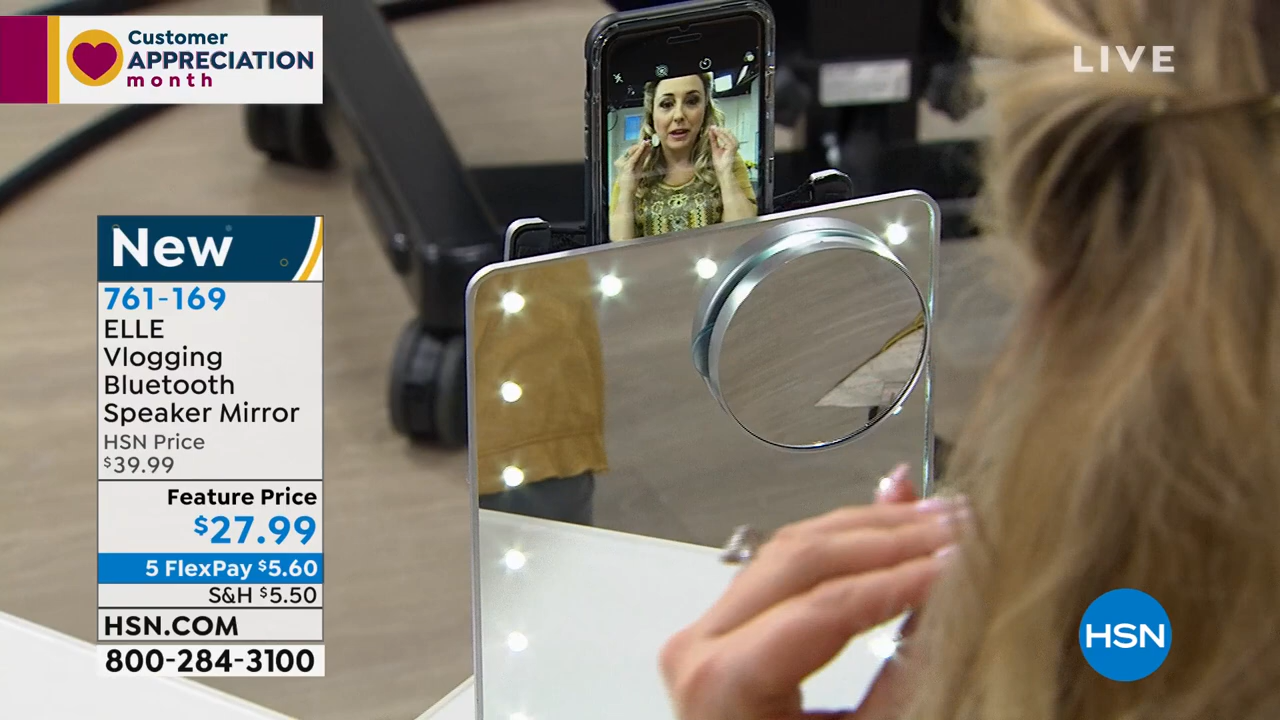 Customer
APPRECIATION
month
LIVE
New
761-169
ELLE
Vlogging
Bluetooth
Speaker Mirror
HSN Price
$39.99
Feature Price
$27.99
5 FlexPay $5.60
S&H $5.50
HSN.COM
800-284-3100
HSN